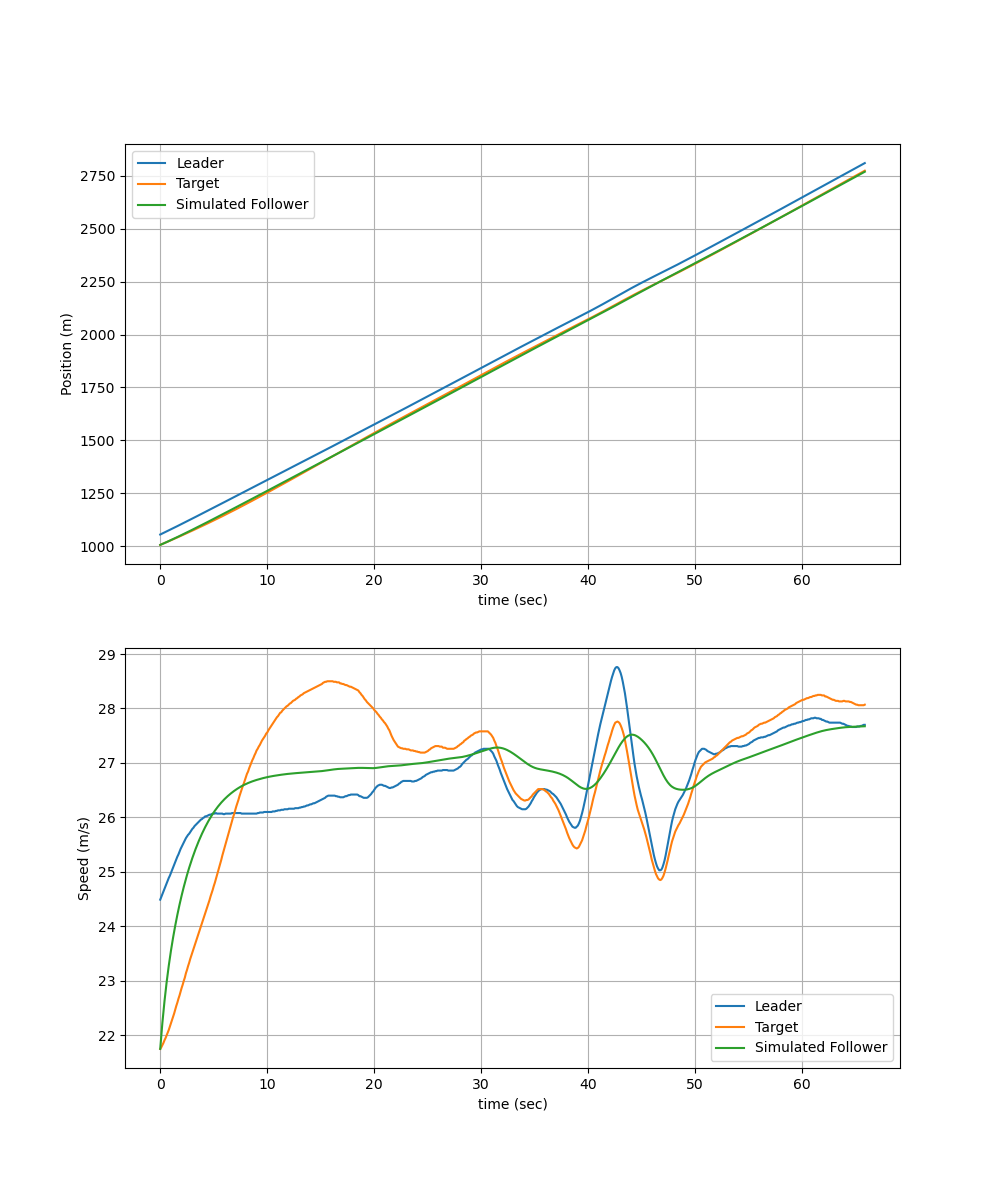 Leader
Target
Simulated Follower
2750
2500
2250
2000
1750
1500
1250
1000
Position (m)
0 10 20 30 40 50 60
time (sec)
29
28
27
26
25
24
23
22
Speed (m/s)
Leader
Target
Simulated Follower
0 10 20 30 40 50 60
time (sec)